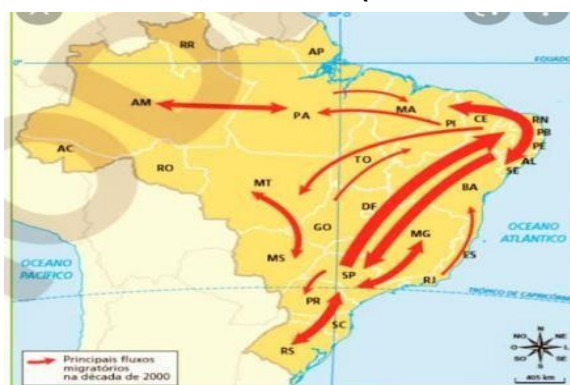 RR
AP
EQUADO
0°
AM
PA
MA
CE
RN
PI
PB
PE
AC
TO
AL
RO
SE
MT
BA
DF
GO
MG
OCEANO
ATLÂNTICO
OCEANO
PACÍFICO
MS
ES
SP
RJ
PR
TRÓPICO DE CAPRICÓRNIO
SC
RS
N
NO
NE
O
L
SO
SE
S
405 km
Principais fluxos
migratórios
na década de 2000